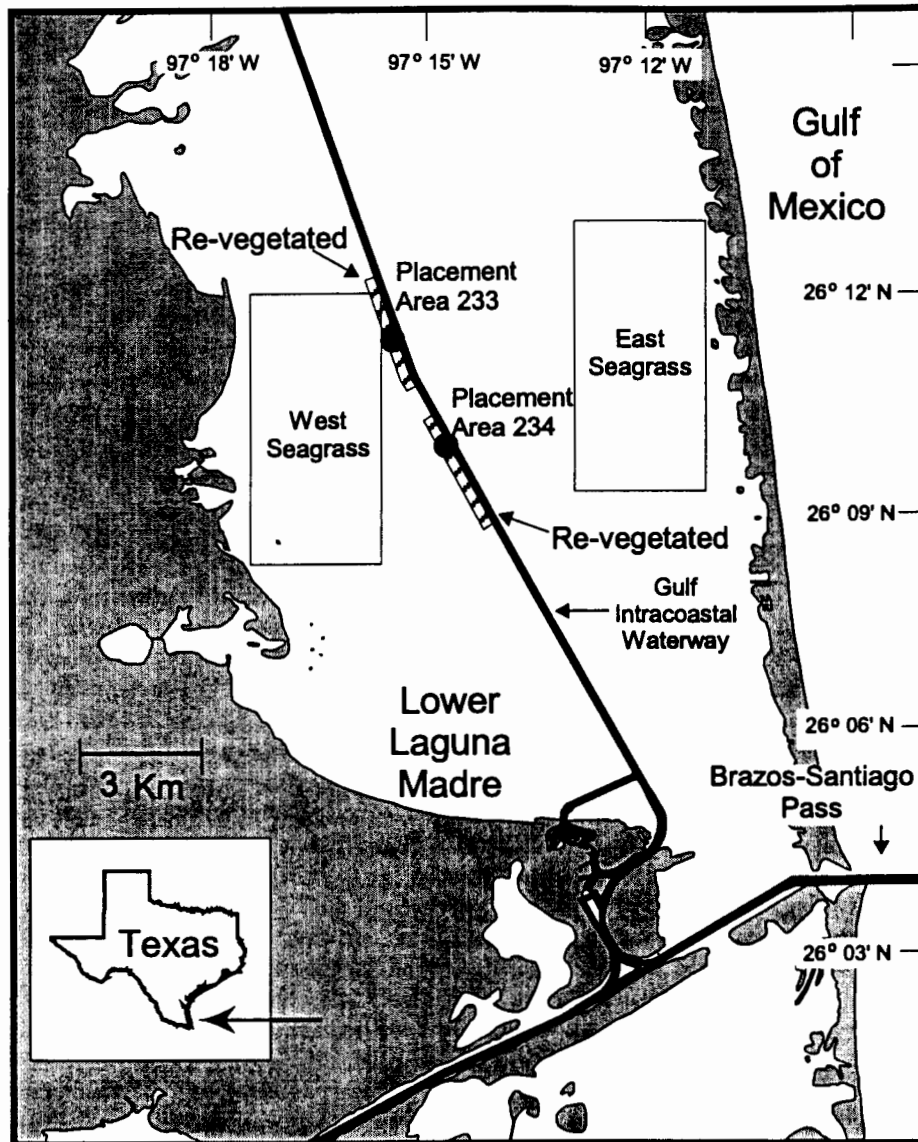 97° 18' W
97° 15' W
97° 12' W
Gulf
of
Mexico
Re-vegetated
Placement
Area 233
26° 12' N
East
Seagrass
Placement
Area 234
West
Seagrass
26° 09' N
Re-vegetated
Gulf
Intracoastal
Waterway
Lower
Laguna
Madre
26° 06' N
3 Km
Brazos-Santiago
Pass
Texas
26° 03' N